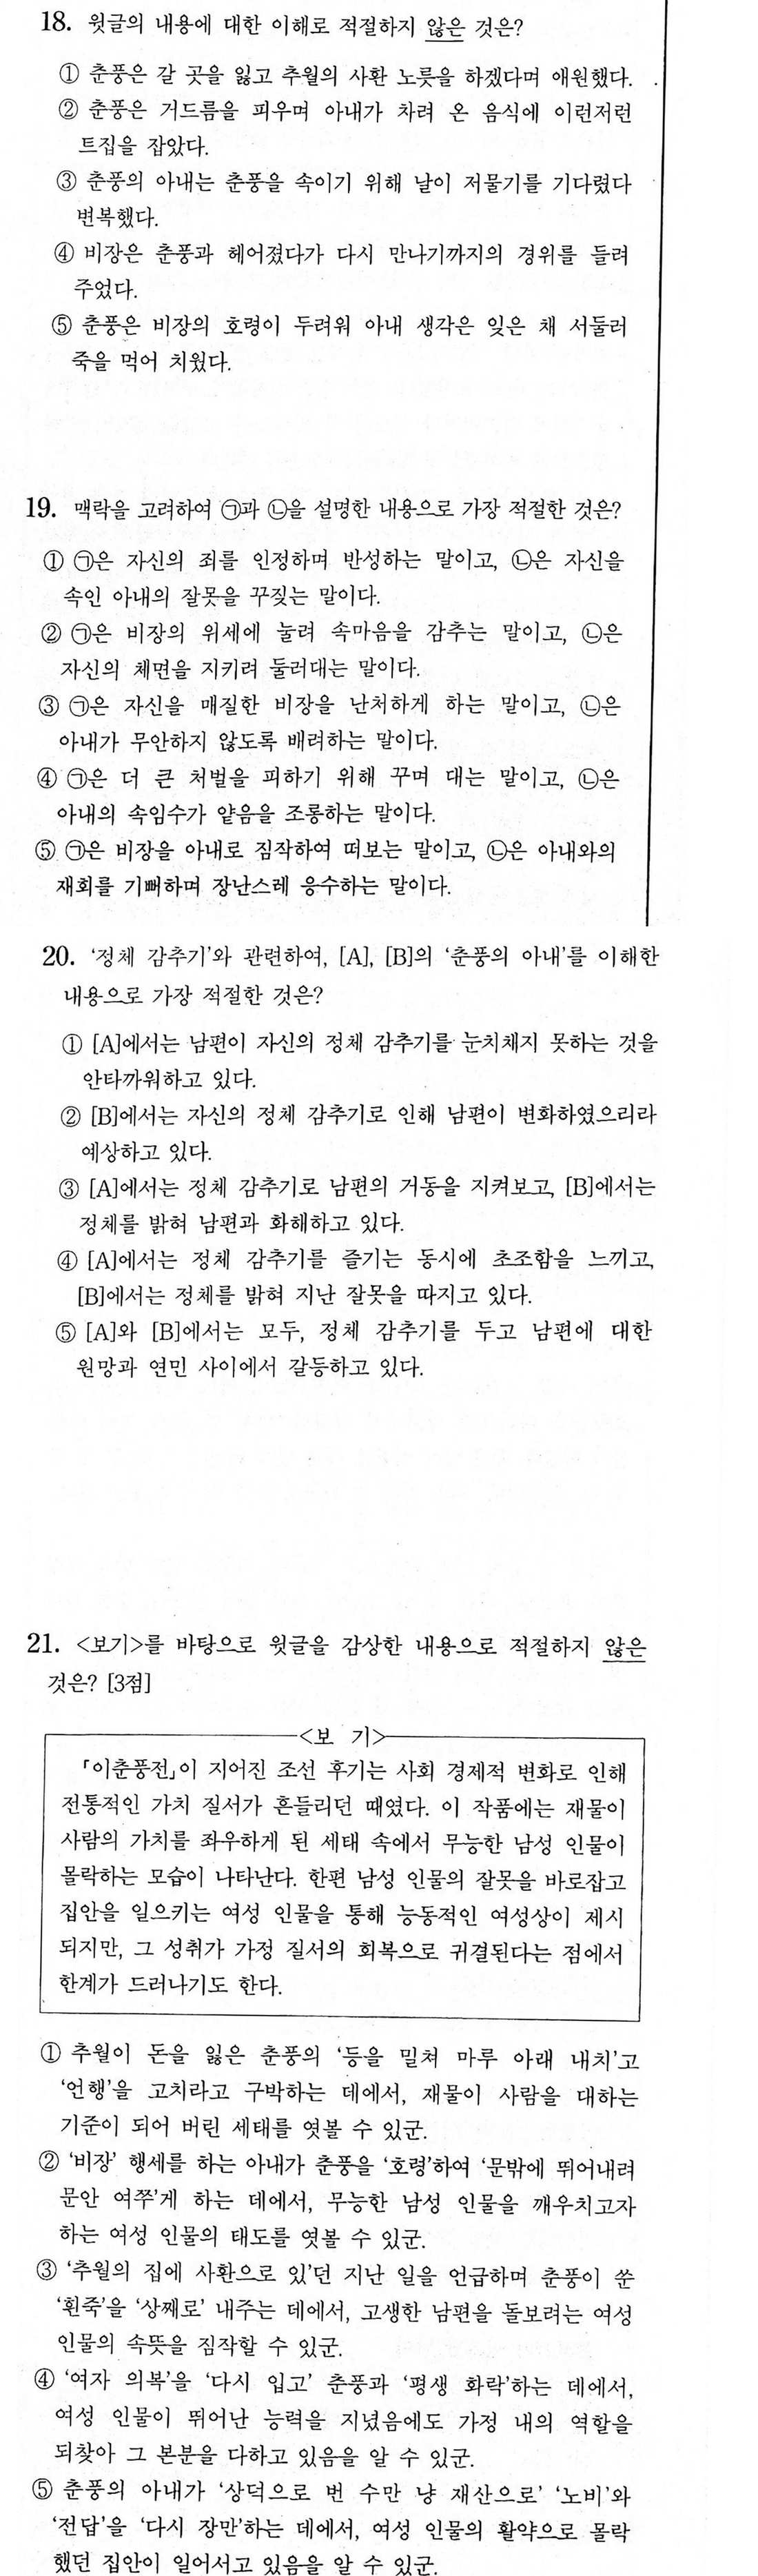 18. 윗글의 내용에 대한 이해로 적절하지 않은 것은?
① 춘풍은 갈 곳을 잃고 추월의 사환 노릇을 하겠다며 애원했다.
② 춘풍은 거드름을 피우며 아내가 차려 온 음식에 이런저런
트집을 잡았다.
③ 춘풍의 아내는 춘풍을 속이기 위해 날이 저물기를 기다렸다
변복했다.
④ 비장은 춘풍과 헤어졌다가 다시 만나기까지의 경위를 들려
주었다.
⑤ 춘풍은 비장의 호령이 두려워 아내 생각은 잊은 채 서둘러
죽을 먹어 치웠다.
19. 맥락을 고려하여 ㉠과 ㉡을 설명한 내용으로 가장 적절한 것은?
① ㉠은 자신의 죄를 인정하며 반성하는 말이고, ㉡은 자신을
속인 아내의 잘못을 꾸짖는 말이다.
② ㉠은 비장의 위세에 눌려 속마음을 감추는 말이고, ㉡은
자신의 체면을 지키려 둘러대는 말이다.
③ ㉠은 자신을 매질한 비장을 난처하게 하는 말이고, ㉡은
아내가 무안하지 않도록 배려하는 말이다.
④ ㉠은 더 큰 처벌을 피하기 위해 꾸며 대는 말이고, ㉡은
아내의 속임수가 얕음을 조롱하는 말이다.
⑤ ㉠은 비장을 아내로 짐작하여 떠보는 말이고, ㉡은 아내와의
재회를 기뻐하며 장난스레 응수하는 말이다.
20. ‘정체 감추기’와 관련하여, [A], [B]의 ‘춘풍의 아내’를 이해한
내용으로 가장 적절한 것은?
① [A]에서는 남편이 자신의 정체 감추기를 눈치채지 못하는 것을
안타까워하고 있다.
② [B]에서는 자신의 정체 감추기로 인해 남편이 변화하였으리라
예상하고 있다.
③ [A]에서는 정체 감추기로 남편의 거동을 지켜보고, [B]에서는
정체를 밝혀 남편과 화해하고 있다.
④ [A]에서는 정체 감추기를 즐기는 동시에 초조함을 느끼고,
[B]에서는 정체를 밝혀 지난 잘못을 따지고 있다.
⑤ [A]와 [B]에서는 모두, 정체 감추기를 두고 남편에 대한
원망과 연민 사이에서 갈등하고 있다.
21. <보기>를 바탕으로 윗글을 감상한 내용으로 적절하지 않은
것은? [3점]
<보 기>
「이춘풍전」이 지어진 조선 후기는 사회 경제적 변화로 인해
전통적인 가치 질서가 흔들리던 때였다. 이 작품에는 재물이
사람의 가치를 좌우하게 된 세태 속에서 무능한 남성 인물이
몰락하는 모습이 나타난다. 한편 남성 인물의 잘못을 바로잡고
집안을 일으키는 여성 인물을 통해 능동적인 여성상이 제시
되지만, 그 성취가 가정 질서의 회복으로 귀결된다는 점에서
한계가 드러나기도 한다.
① 추월이 돈을 잃은 춘풍의 ‘등을 밀쳐 마루 아래 내치’고
‘언행’을 고치라고 구박하는 데에서, 재물이 사람을 대하는
기준이 되어 버린 세태를 엿볼 수 있군.
② ‘비장’ 행세를 하는 아내가 춘풍을 ‘호령’하여 ‘문밖에 뛰어내려
문안 여쭈’게 하는 데에서, 무능한 남성 인물을 깨우치고자
하는 여성 인물의 태도를 엿볼 수 있군.
③ ‘추월의 집에 사환으로 있’던 지난 일을 언급하며 춘풍이 쑨
‘흰죽’을 ‘상째로’ 내주는 데에서, 고생한 남편을 돌보려는 여성
인물의 속뜻을 짐작할 수 있군.
④ ‘여자 의복’을 ‘다시 입고’ 춘풍과 ‘평생 화락’하는 데에서,
여성 인물이 뛰어난 능력을 지녔음에도 가정 내의 역할을
되찾아 그 본분을 다하고 있음을 알 수 있군.
⑤ 춘풍의 아내가 ‘상덕으로 번 수만 냥 재산으로’ ‘노비’와
‘전답’을 ‘다시 장만’하는 데에서, 여성 인물의 활약으로 몰락
했던 집안이 일어서고 있음을 알 수 있군.